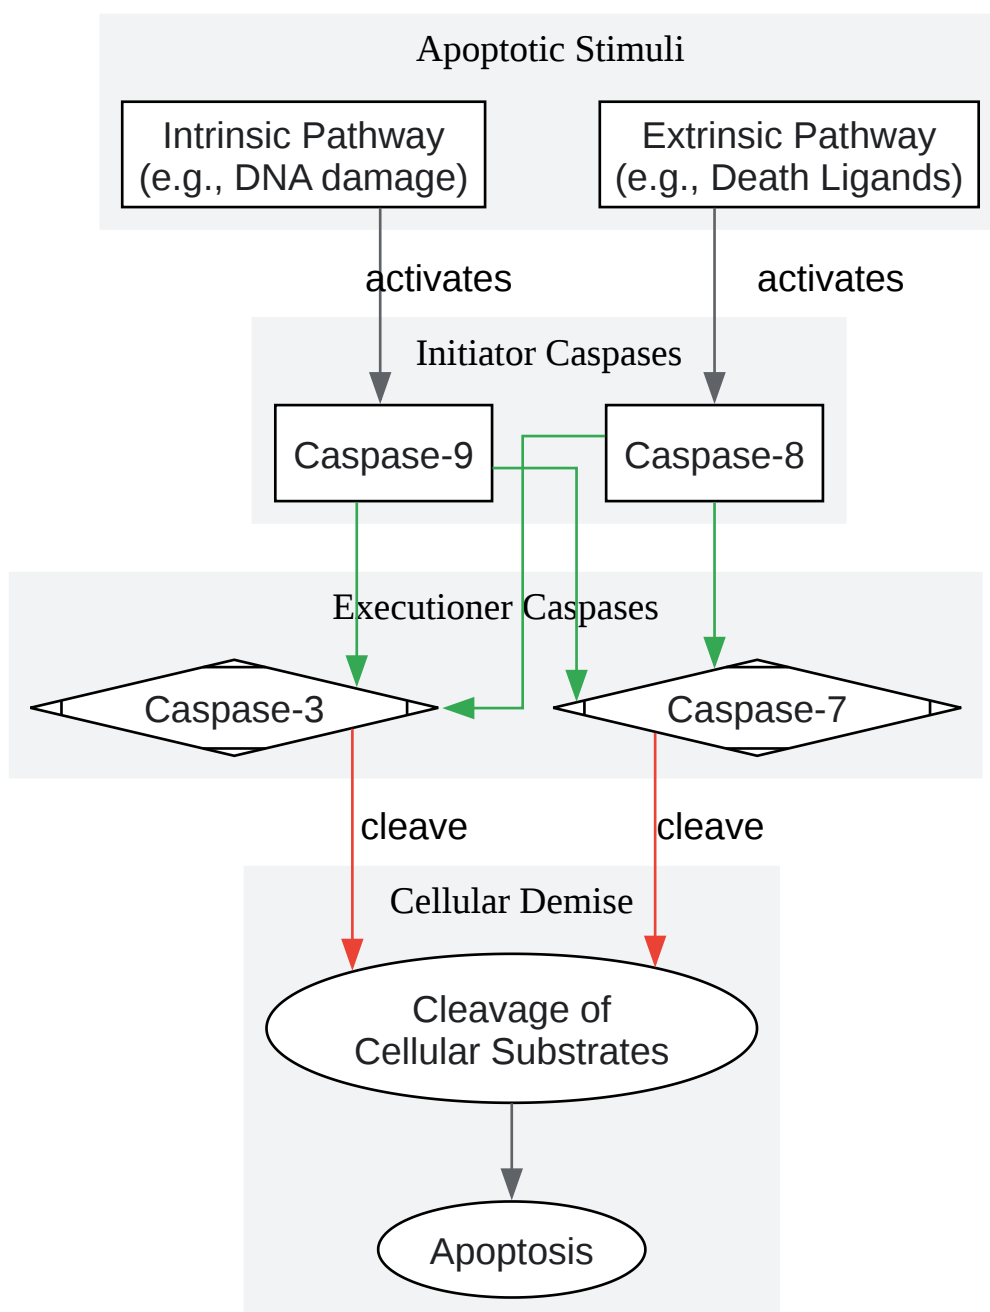 Apoptotic Stimuli
Intrinsic Pathway
(e.g., DNA damage)
Extrinsic Pathway
(e.g., Death Ligands)
activates
activates
Initiator Caspases
Caspase-9
Caspase-8
Executioner Caspases
Caspase-3
Caspase-7
cleave
cleave
Cellular Demise
Cleavage of
Cellular Substrates
Apoptosis